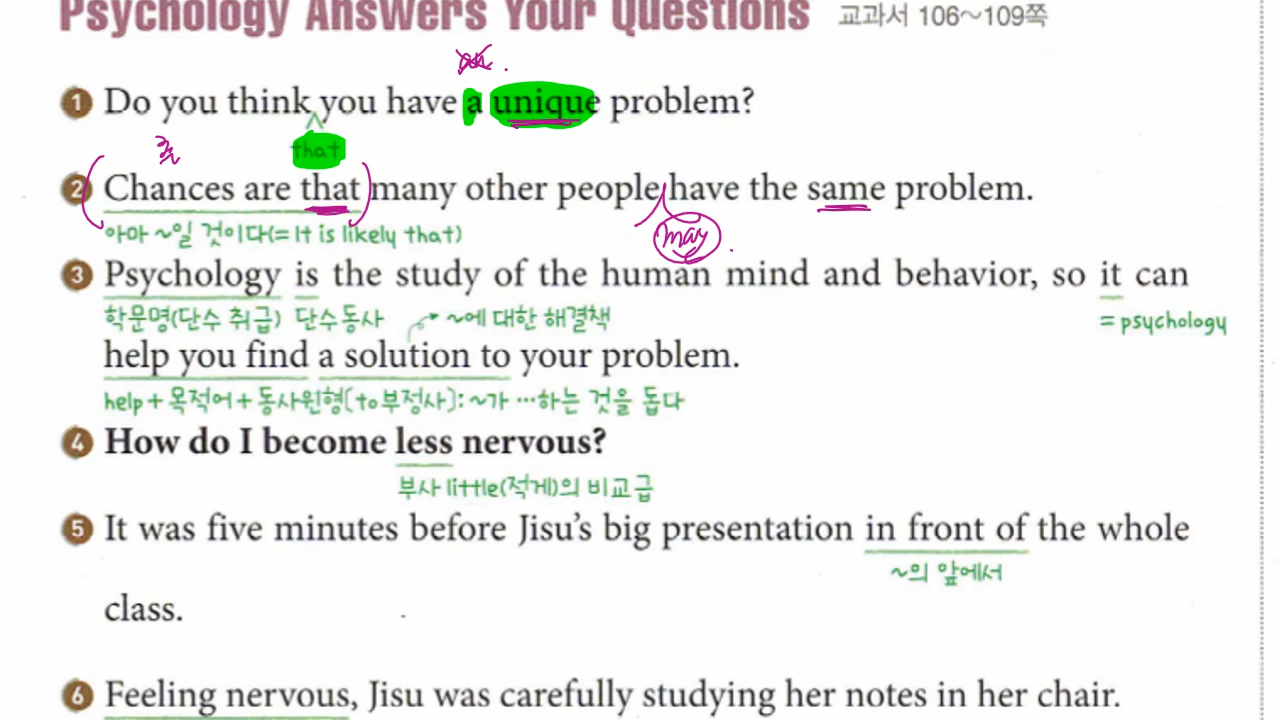 Psychology Answers Your Questions 교과서 106~109쪽
an
1 Do you think you have a unique problem?
that
2 Chances are that many other people have the same problem.
아마 ~일 것이다(= It is likely that)
may
3 Psychology is the study of the human mind and behavior, so it can
학문명(단수 취급) 단수동사 ~에 대한 해결책 = psychology
help you find a solution to your problem.
help + 목적어 + 동사원형(to부정사): ~가 …하는 것을 돕다
4 How do I become less nervous?
부사 little(적게)의 비교급
5 It was five minutes before Jisu's big presentation in front of the whole
~의 앞에서
class.
6 Feeling nervous, Jisu was carefully studying her notes in her chair.